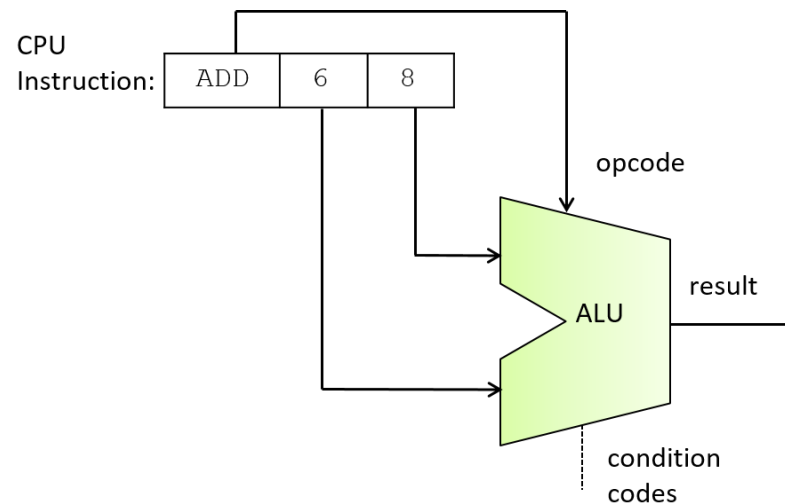 CPU
Instruction: ADD 6 8
opcode
result
ALU
condition
codes